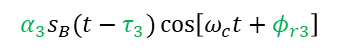 α₃s_B(t − τ₃) cos[ω_c t + ϕ_r3]